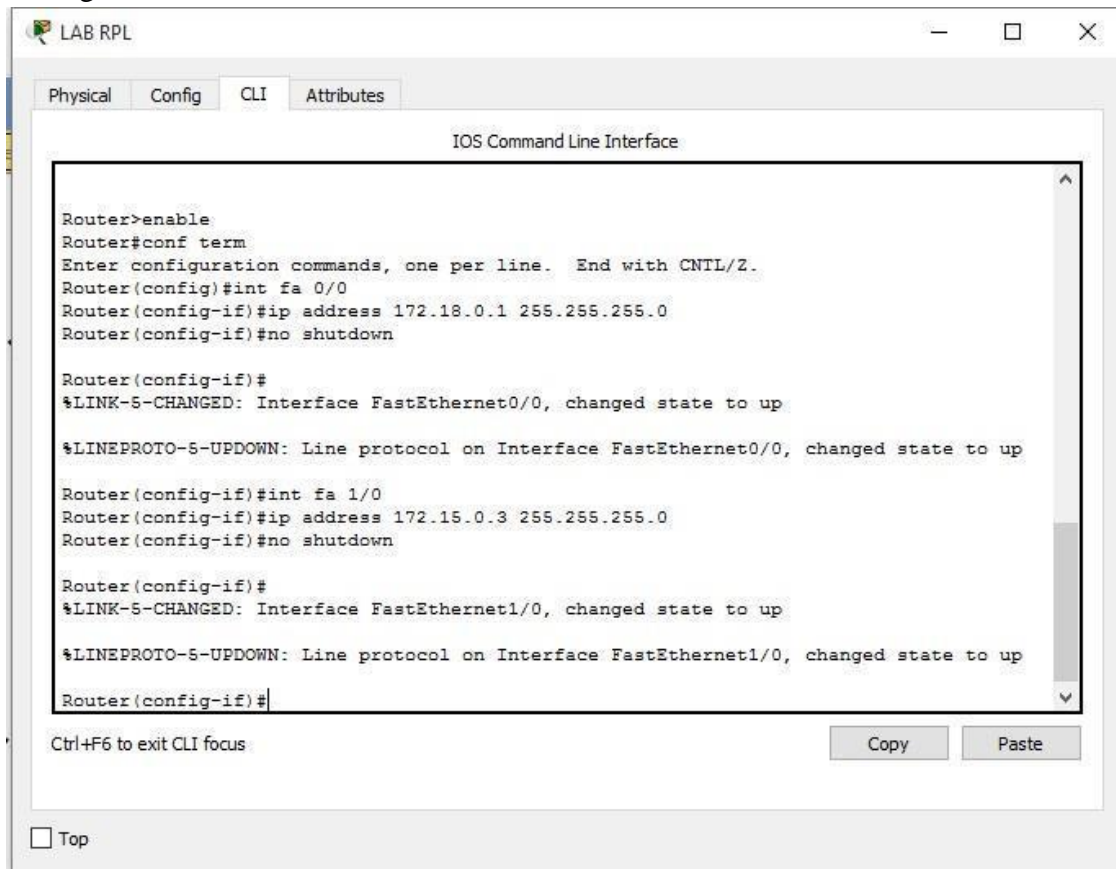 LAB RPL
Physical Config CLI Attributes
IOS Command Line Interface
Router>enable
Router#conf term
Enter configuration commands, one per line.  End with CNTL/Z.
Router(config)#int fa 0/0
Router(config-if)#ip address 172.18.0.1 255.255.255.0
Router(config-if)#no shutdown
Router(config-if)#
%LINK-5-CHANGED: Interface FastEthernet0/0, changed state to up
%LINEPROTO-5-UPDOWN: Line protocol on Interface FastEthernet0/0, changed state to up
Router(config-if)#int fa 1/0
Router(config-if)#ip address 172.15.0.3 255.255.255.0
Router(config-if)#no shutdown
Router(config-if)#
%LINK-5-CHANGED: Interface FastEthernet1/0, changed state to up
%LINEPROTO-5-UPDOWN: Line protocol on Interface FastEthernet1/0, changed state to up
Router(config-if)#
Ctrl+F6 to exit CLI focus
Copy Paste
Top